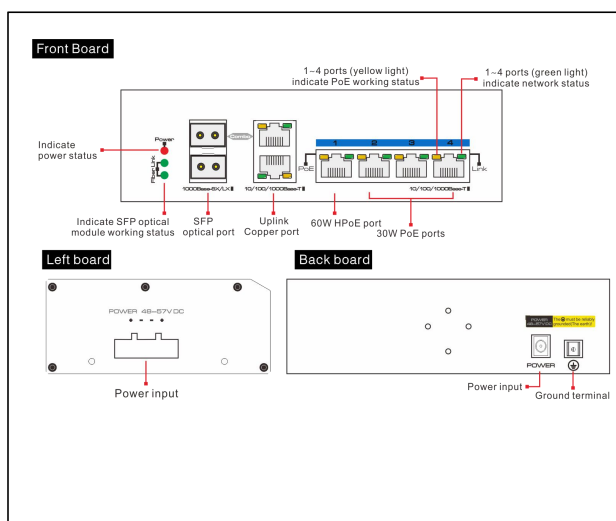 Front Board
1~4 ports (yellow light)
indicate PoE working status
1~4 ports (green light)
indicate network status
Indicate
power status
Power
Fiber Link
Combo
1 2 3 4
PoE
Link
1000Base-SX/LX
10/100/1000Base-T
10/100/1000Base-T
Indicate SFP optical
module working status
SFP
optical port
Uplink
Copper port
60W HPoE port
30W PoE ports
Left board
POWER 48-57V DC
+ - - +
Power input
Back board
POWER
48-57VDC
POWER
Power input
Ground terminal